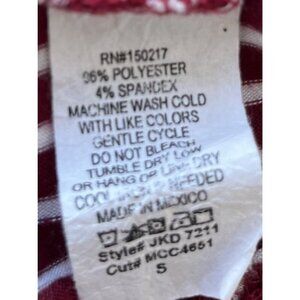 RN#150217
96% POLYESTER
4% SPANDEX
MACHINE WASH COLD
WITH LIKE COLORS
GENTLE CYCLE
DO NOT BLEACH
TUMBLE DRY LOW
OR HANG OR LINE DRY
COOL IRON IF NEEDED
MADE IN MEXICO
Style# JKD 7211
Cut# MCC4651
S